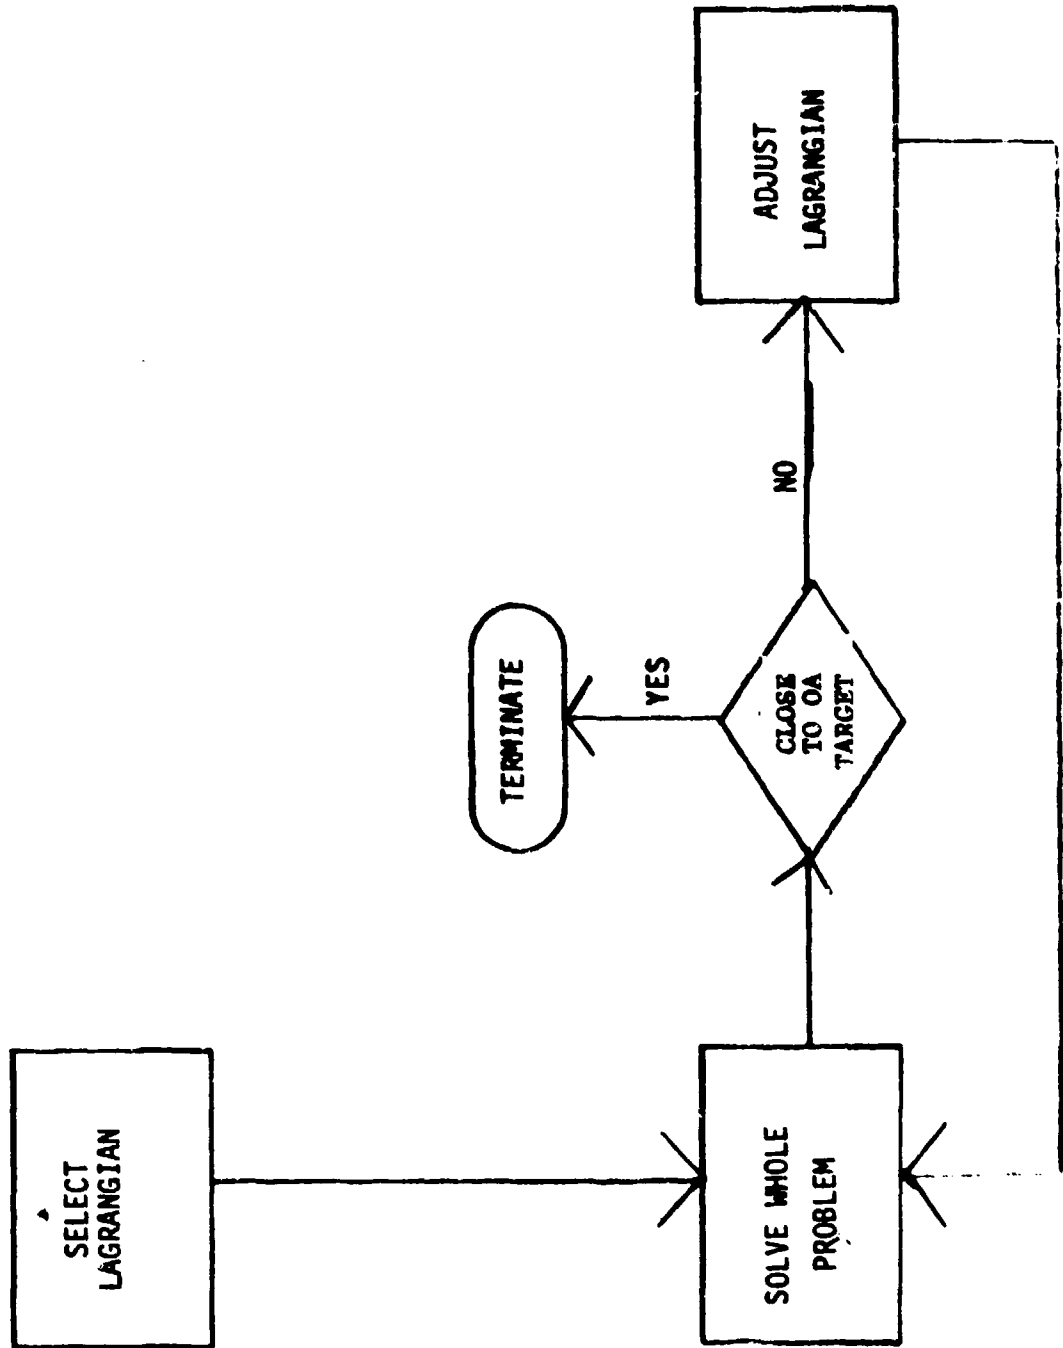 SELECT
LAGRANGIAN
SOLVE WHOLE
PROBLEM
CLOSE
TO OA
TARGET
YES
TERMINATE
NO
ADJUST
LAGRANGIAN